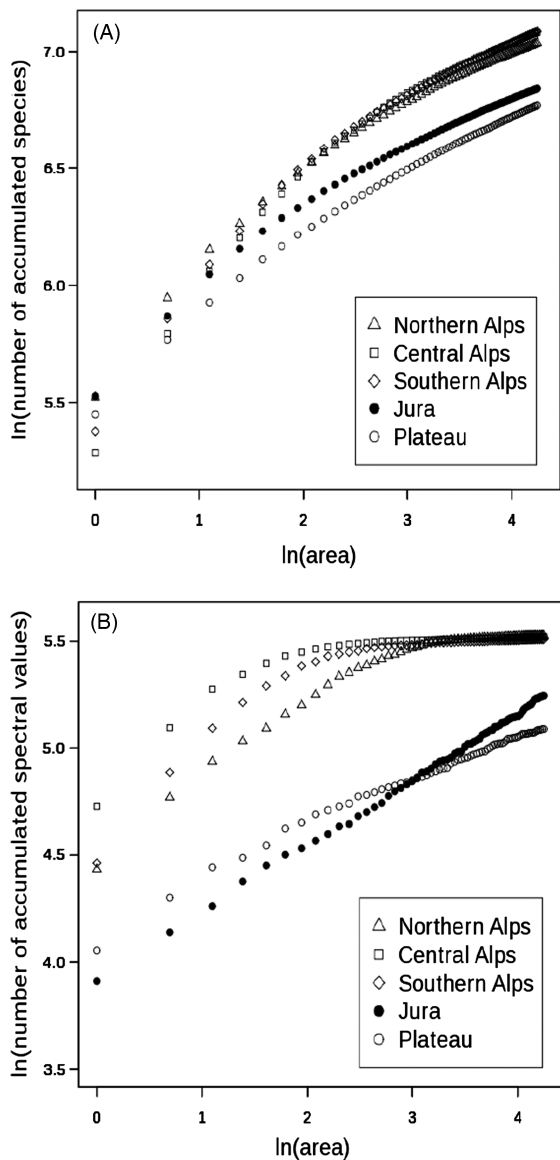 (A)
ln(number of accumulated species)
7.0
6.5
6.0
5.5
Northern Alps
Central Alps
Southern Alps
Jura
Plateau
0 1 2 3 4
ln(area)
(B)
ln(number of accumulated spectral values)
5.5
5.0
4.5
4.0
3.5
Northern Alps
Central Alps
Southern Alps
Jura
Plateau
0 1 2 3 4
ln(area)